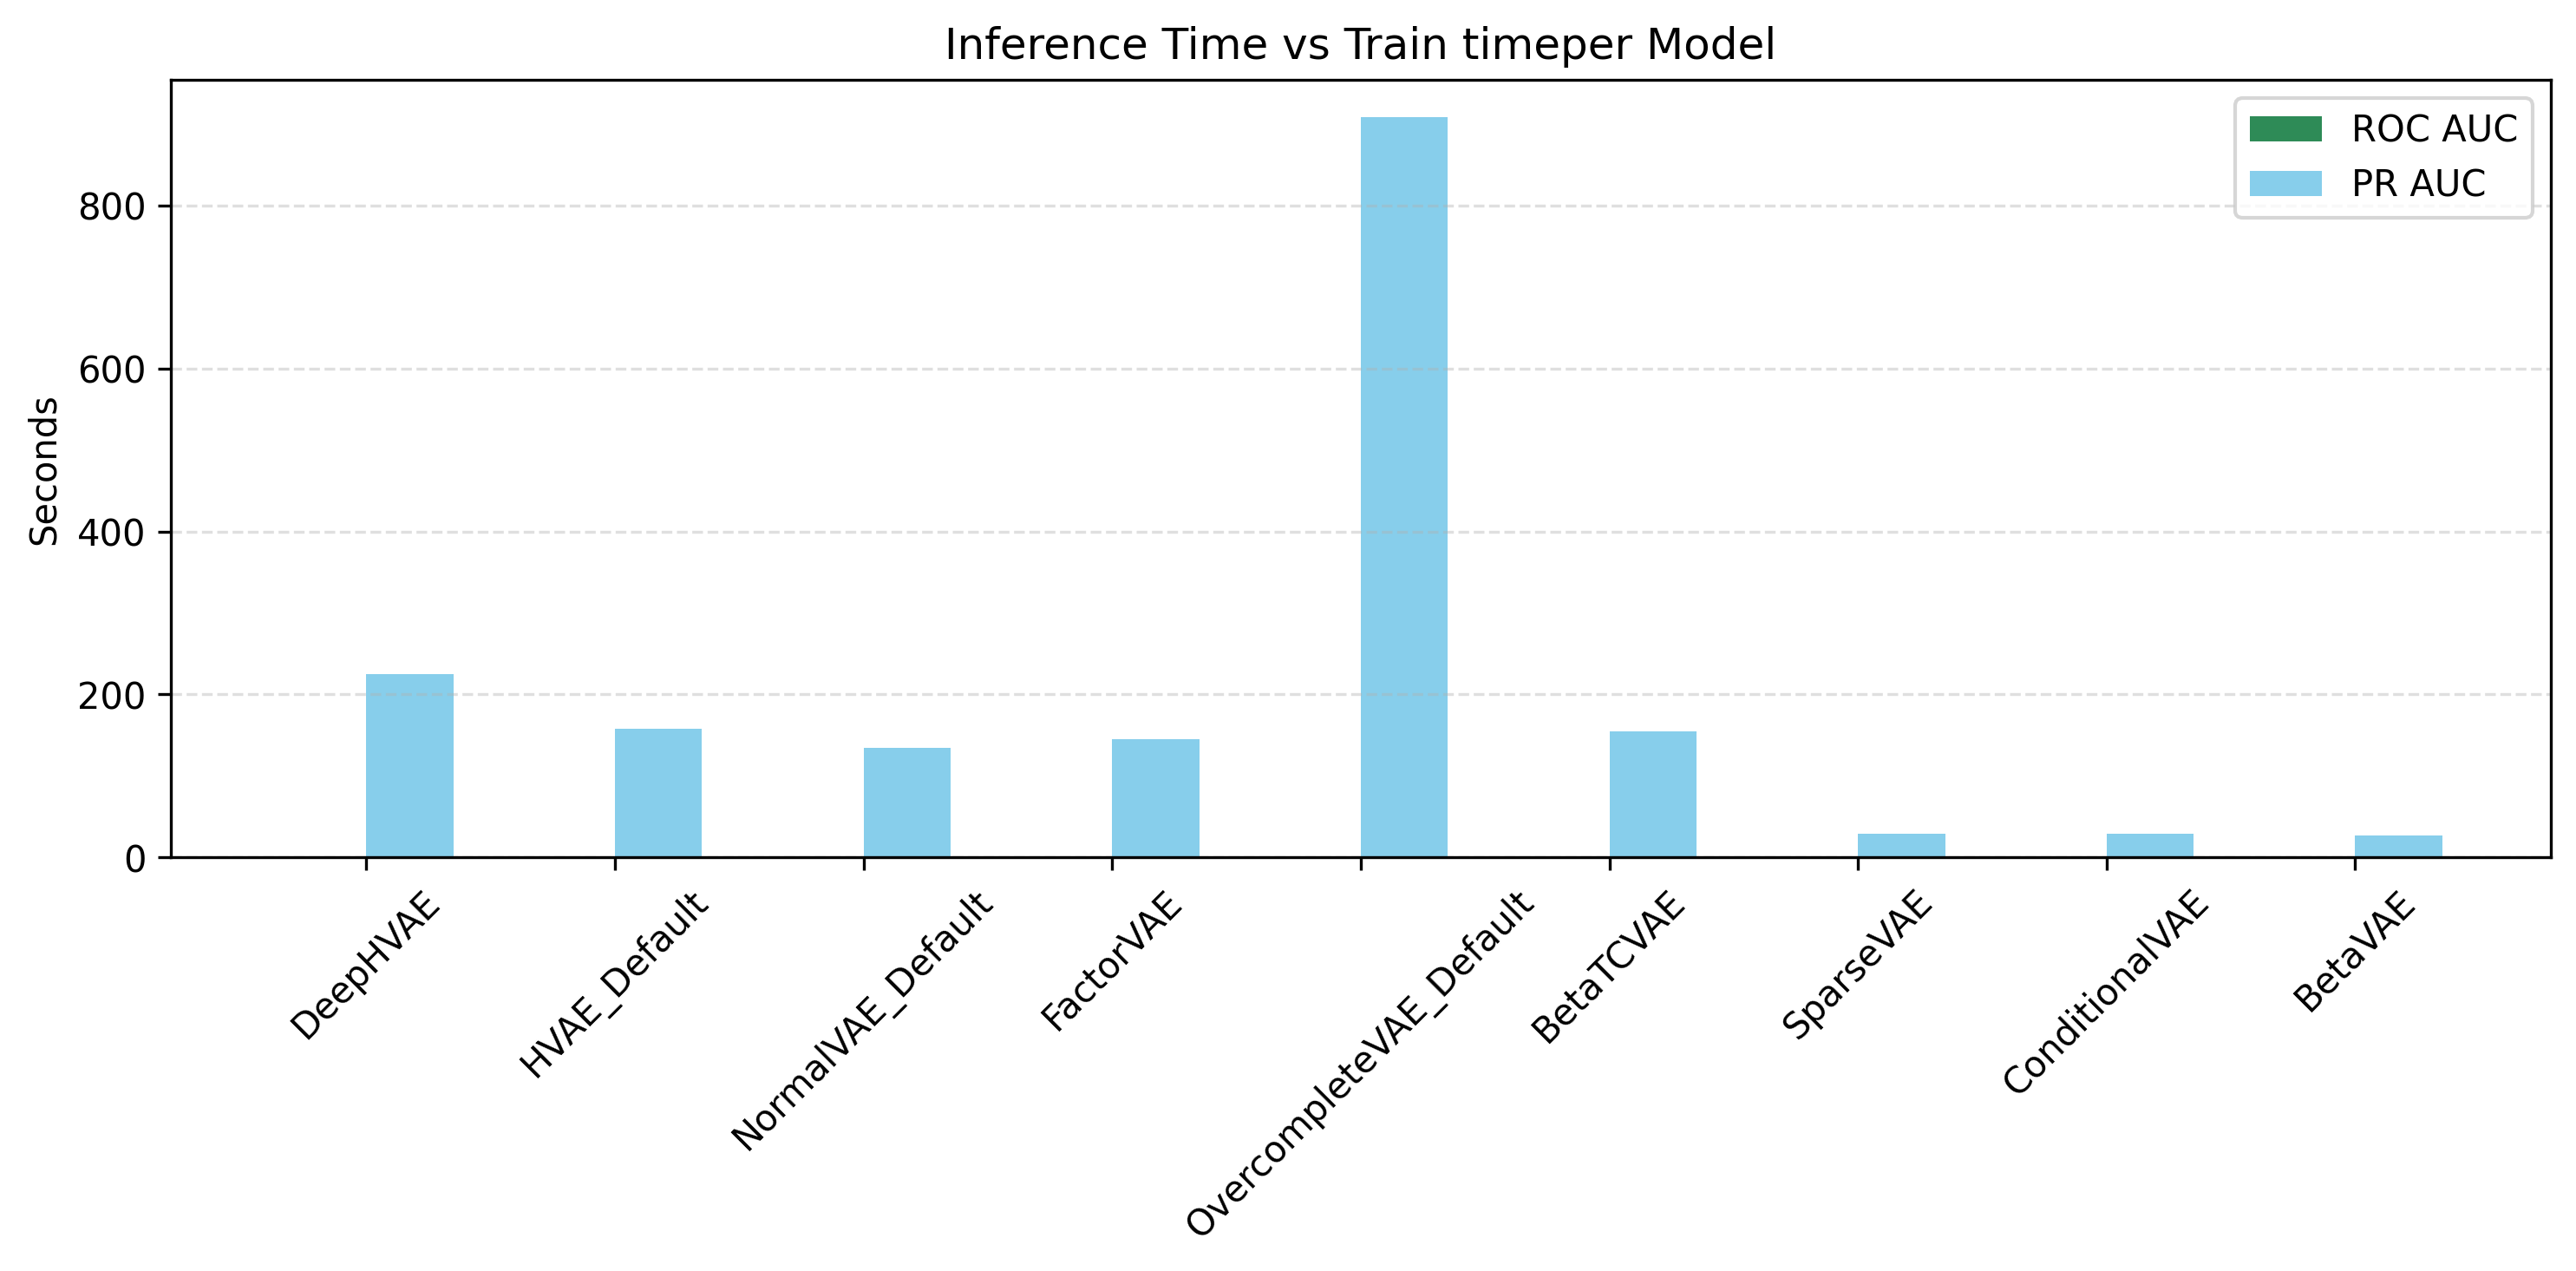 Inference Time vs Train timeper Model
ROC AUC
PR AUC
Seconds
800
600
400
200
0
DeepHVAE
HVAE_Default
NormalVAE_Default
FactorVAE
OvercompleteVAE_Default
BetaTCVAE
SparseVAE
ConditionalVAE
BetaVAE